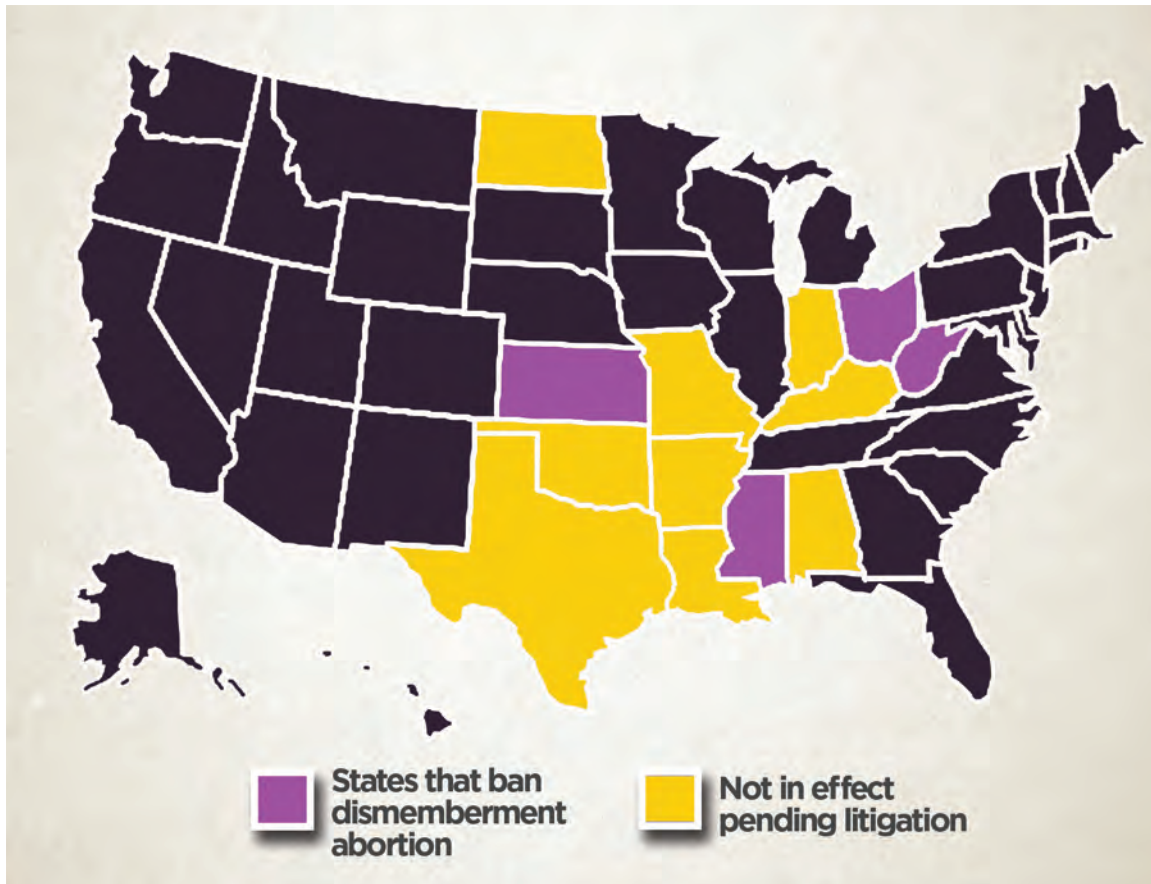 States that ban
dismemberment
abortion
Not in effect
pending litigation